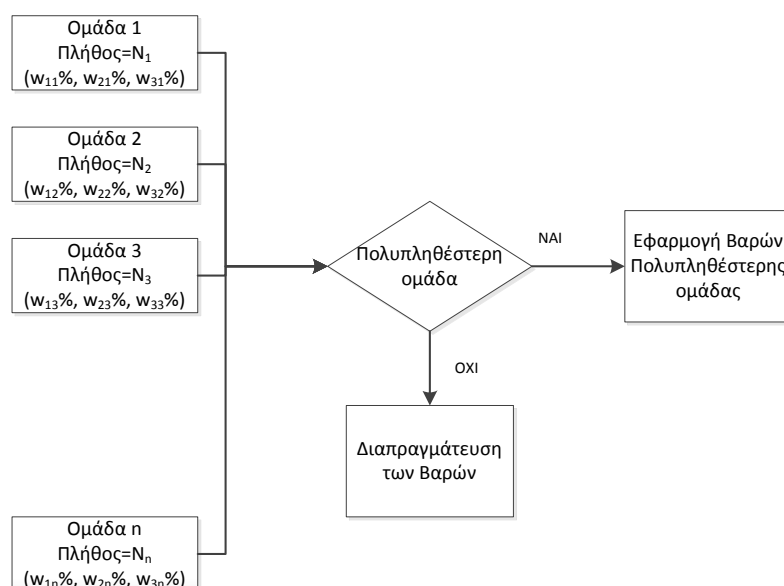 Ομάδα 1
Πλήθος=N₁
(w₁₁%, w₂₁%, w₃₁%)
Ομάδα 2
Πλήθος=N₂
(w₁₂%, w₂₂%, w₃₂%)
Ομάδα 3
Πλήθος=N₃
(w₁₃%, w₂₃%, w₃₃%)
Πολυπληθέστερη
ομάδα
ΝΑΙ
Εφαρμογή Βαρών
Πολυπληθέστερης
ομάδας
ΟΧΙ
Διαπραγμάτευση
των Βαρών
Ομάδα n
Πλήθος=Nₙ
(w₁ₙ%, w₂ₙ%, w₃ₙ%)